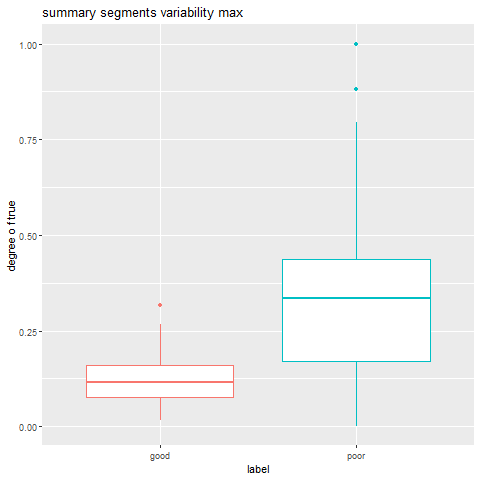 summary segments variability max
degree o f true
1.00
0.75
0.50
0.25
0.00
good poor
label